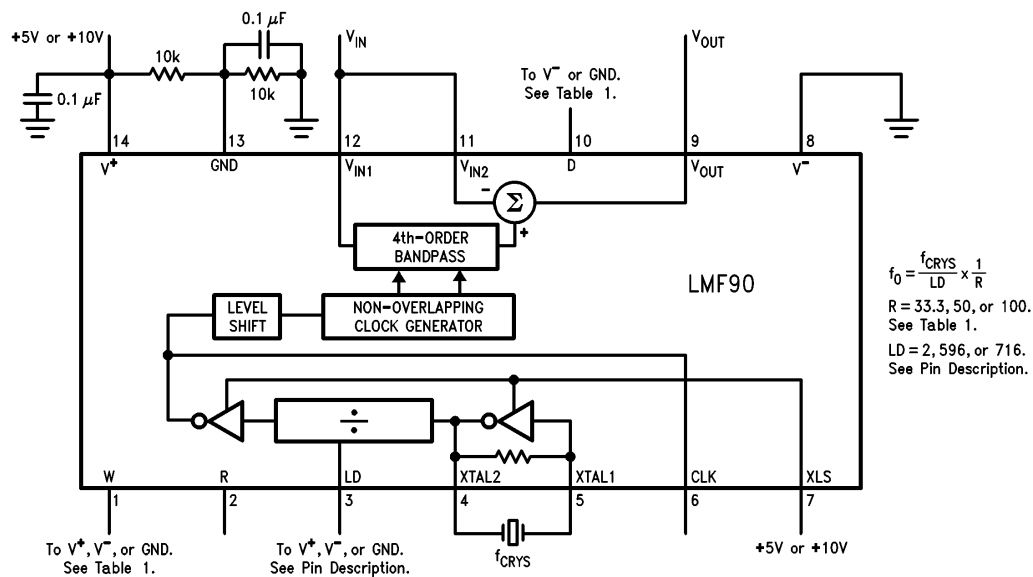 +5V or +10V
0.1 μF
10k
0.1 μF
10k
V_IN
To V⁻ or GND.
See Table 1.
V_OUT
14
13
12
11
10
9
8
V⁺
GND
V_IN1
V_IN2
D
V_OUT
V⁻
-
Σ
+
4th-ORDER
BANDPASS
LMF90
LEVEL
SHIFT
NON-OVERLAPPING
CLOCK GENERATOR
÷
f_0 = f_CRYS/LD × 1/R
R = 33.3, 50, or 100.
See Table 1.
LD = 2, 596, or 716.
See Pin Description.
W
R
LD
XTAL2
XTAL1
CLK
XLS
1
2
3
4
5
6
7
To V⁺, V⁻, or GND.
See Table 1.
To V⁺, V⁻, or GND.
See Pin Description.
f_CRYS
+5V or +10V